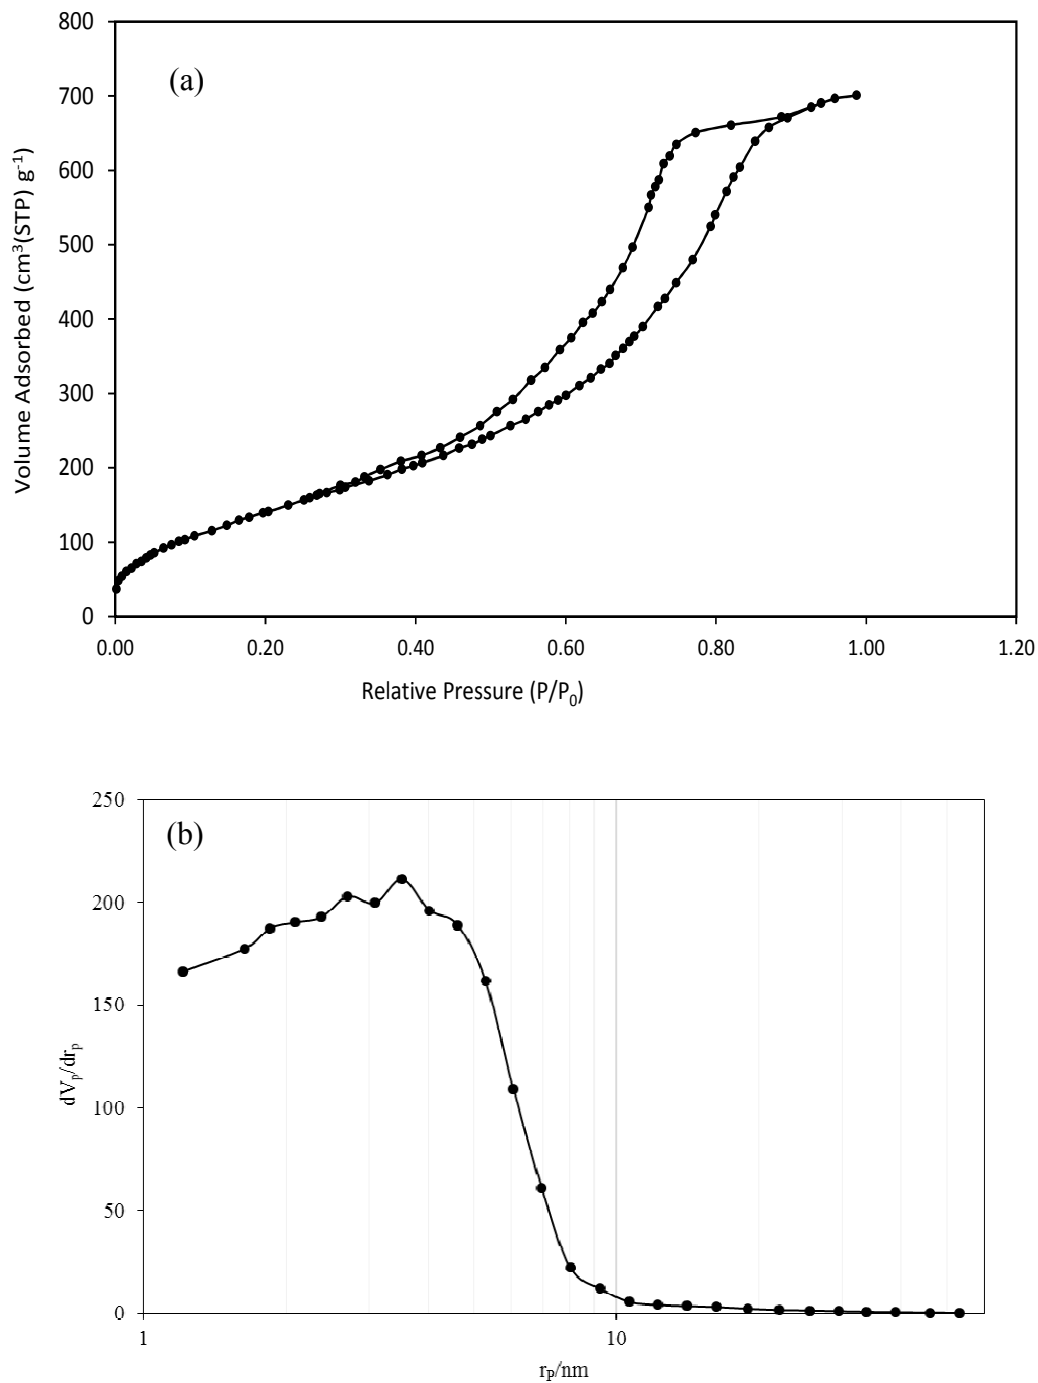 800
(a)
700
600
500
400
300
200
100
0
Volume Adsorbed (cm³(STP) g⁻¹
0.00 0.20 0.40 0.60 0.80 1.00 1.20
Relative Pressure (P/P₀)
250
(b)
200
150
100
50
0
dVₚ/drₚ
1 10
rₚ/nm